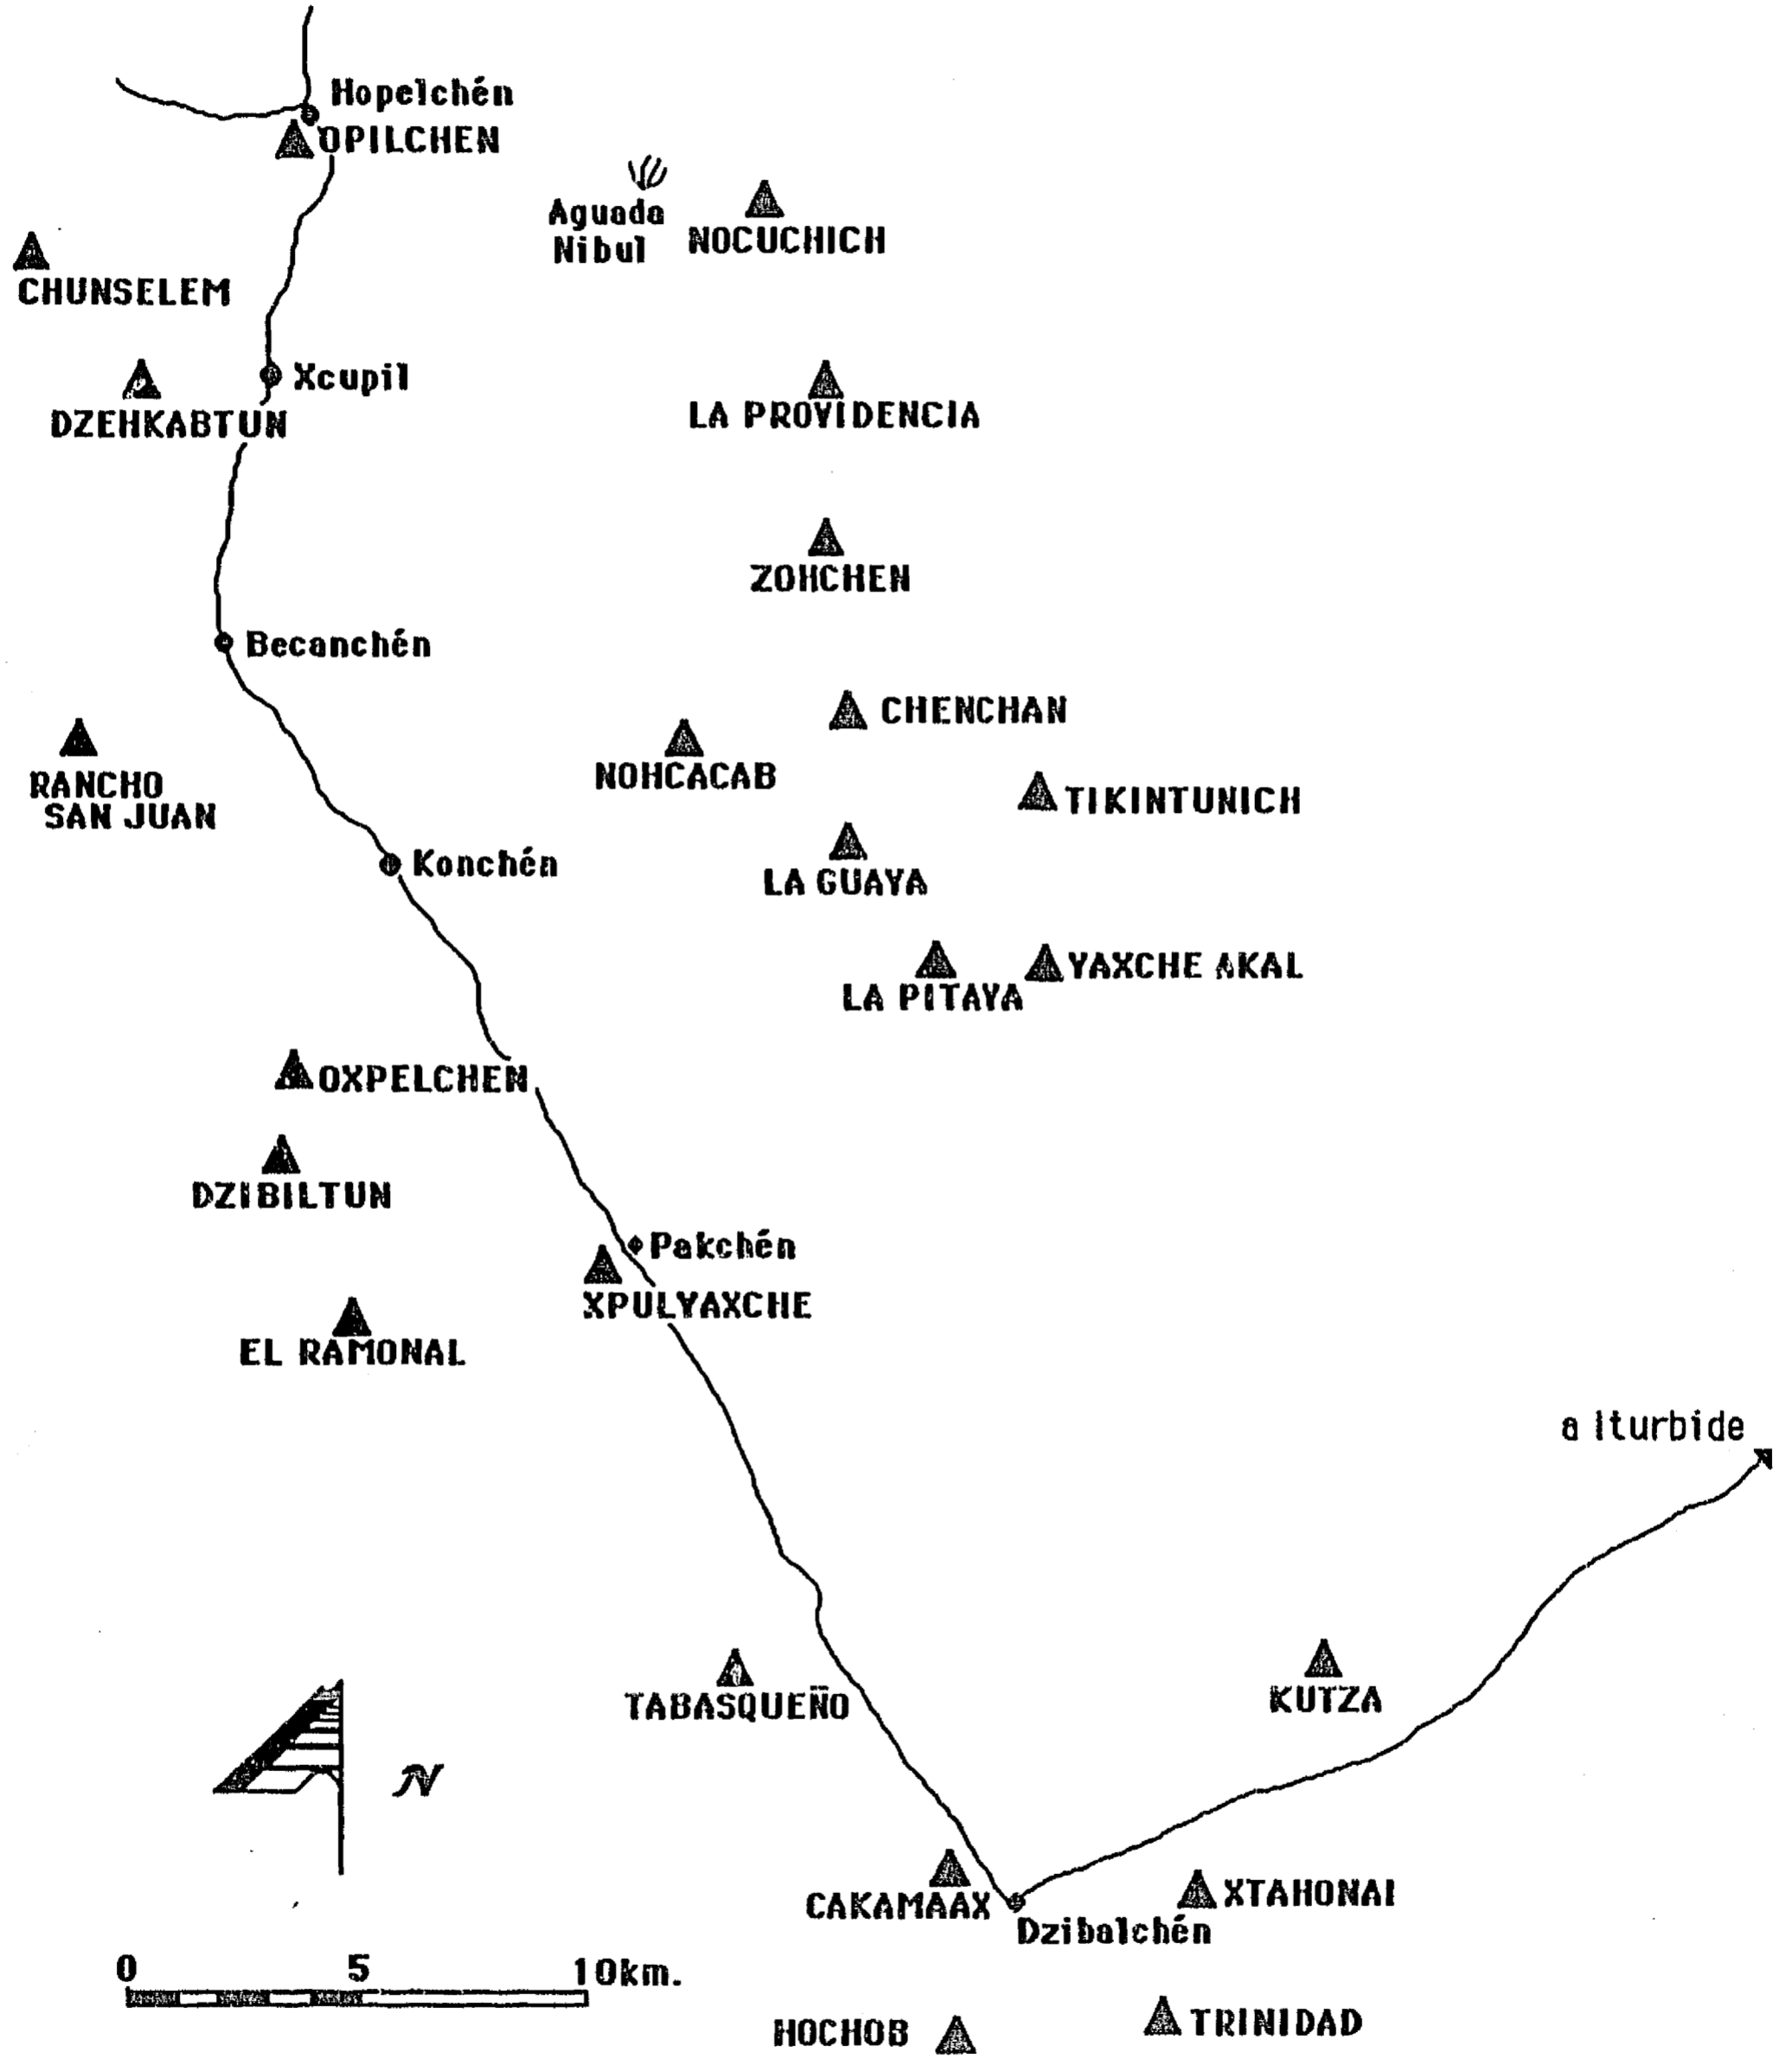 Hopelchén
OPILCHEN
Aguada
Nibul
NOCUCHICH
CHUNSELEM
Xcupil
DZEHKABTUN
LA PROVIDENCIA
ZOHCHEN
Becanchén
CHENCHAN
NOHCACAB
RANCHO
SAN JUAN
TIKINTUNICH
Konchén
LA GUAYA
YAXCHE AKAL
LA PITAYA
OXPELCHEN
DZIBILTUN
Pakchén
XPULYAXCHE
EL RAMONAL
a Iturbide
TABASQUEÑO
KUTZA
N
CAKAMAAX
XTAHONAI
Dzibalchén
0 5 10km.
HOCHOB
TRINIDAD